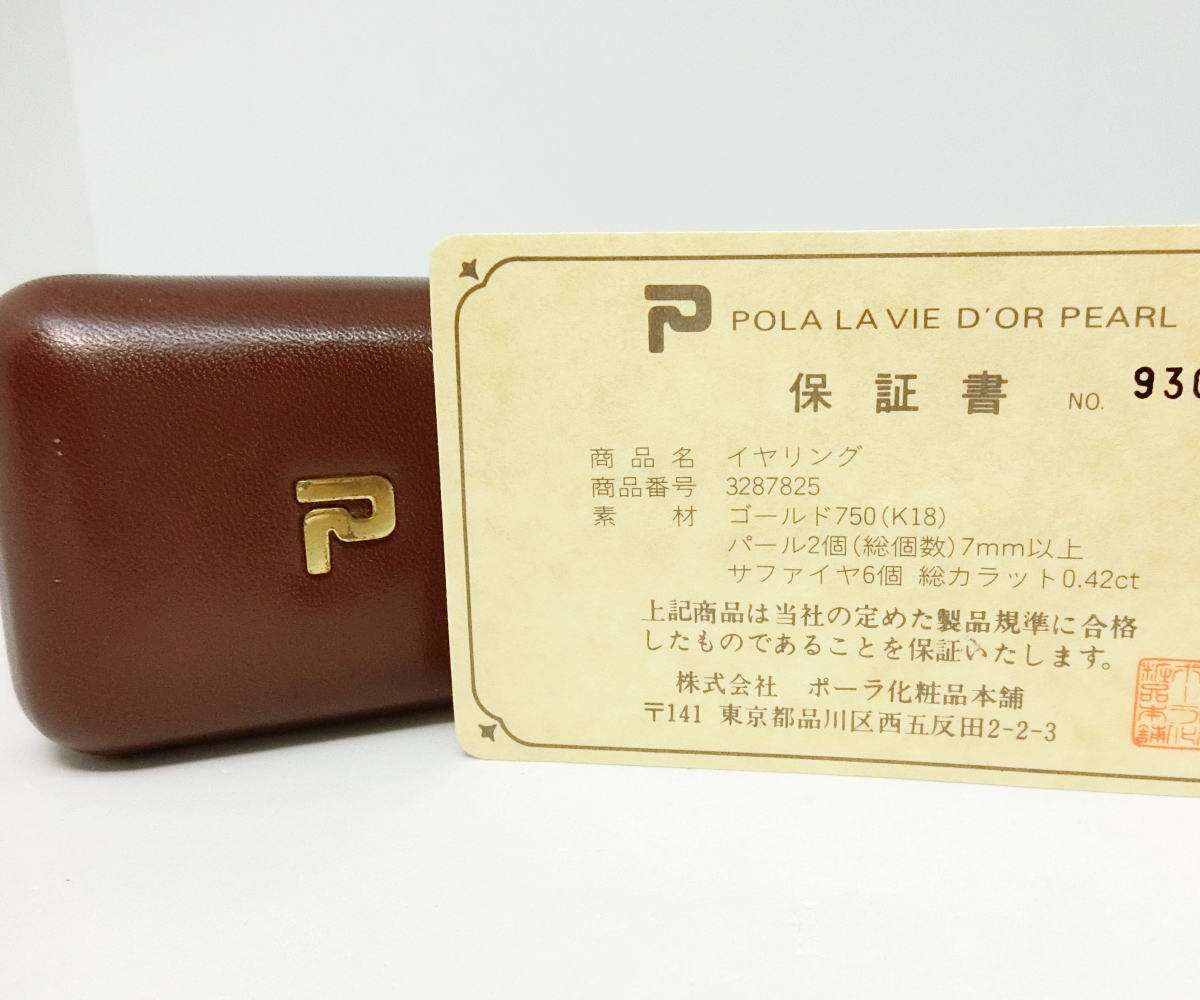 P POLA LA VIE D'OR PEARL
保証書 NO. 930
商品名 イヤリング
商品番号 3287825
素材 ゴールド750(K18)
パール2個(総個数)7mm以上
サファイヤ6個 総カラット0.42ct
上記商品は当社の定めた製品規準に合格
したものであることを保証いたします。
株式会社 ポーラ化粧品本舗
〒141 東京都品川区西五反田2-2-3
P